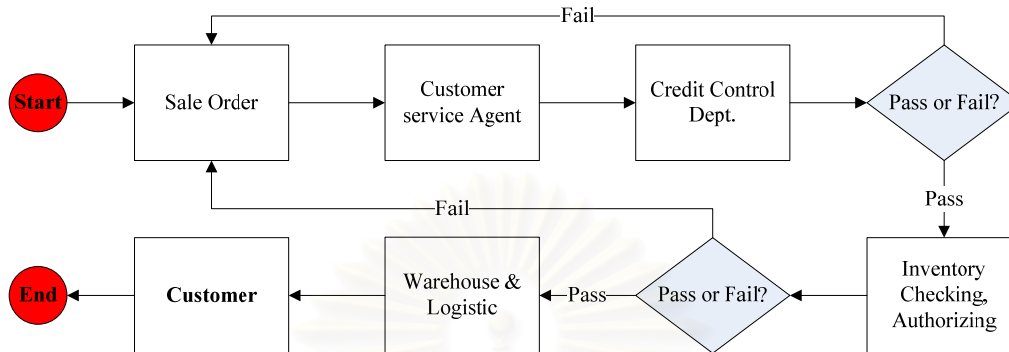 Fail
Start
Sale Order
Customer
service Agent
Credit Control
Dept.
Pass or Fail?
Pass
Fail
End
Customer
Warehouse &
Logistic
Pass
Pass or Fail?
Inventory
Checking,
Authorizing